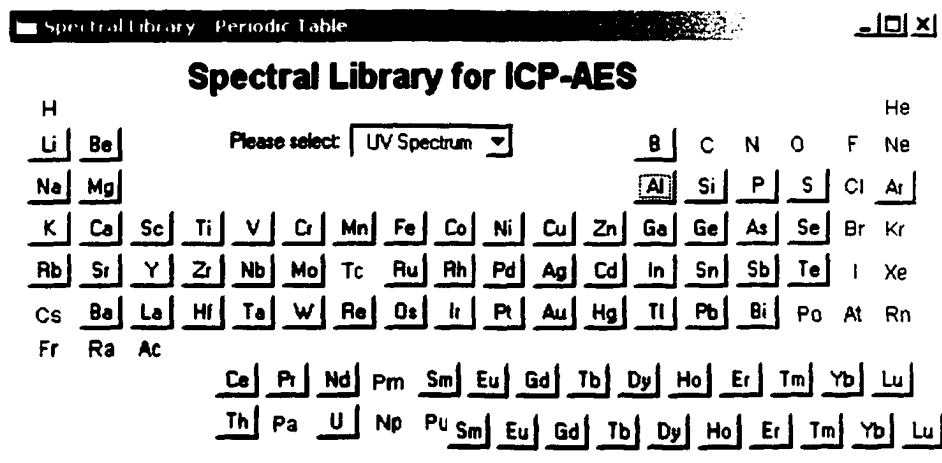 Spectral Library Periodic Table
Spectral Library for ICP-AES
H He
Li Be Please select: UV Spectrum B C N O F Ne
Na Mg Al Si P S Cl Ar
K Ca Sc Ti V Cr Mn Fe Co Ni Cu Zn Ga Ge As Se Br Kr
Rb Sr Y Zr Nb Mo Tc Ru Rh Pd Ag Cd In Sn Sb Te I Xe
Cs Ba La Hf Ta W Re Os Ir Pt Au Hg Tl Pb Bi Po At Rn
Fr Ra Ac
Ce Pr Nd Pm Sm Eu Gd Tb Dy Ho Er Tm Yb Lu
Th Pa U Np Pu Sm Eu Gd Tb Dy Ho Er Tm Yb Lu